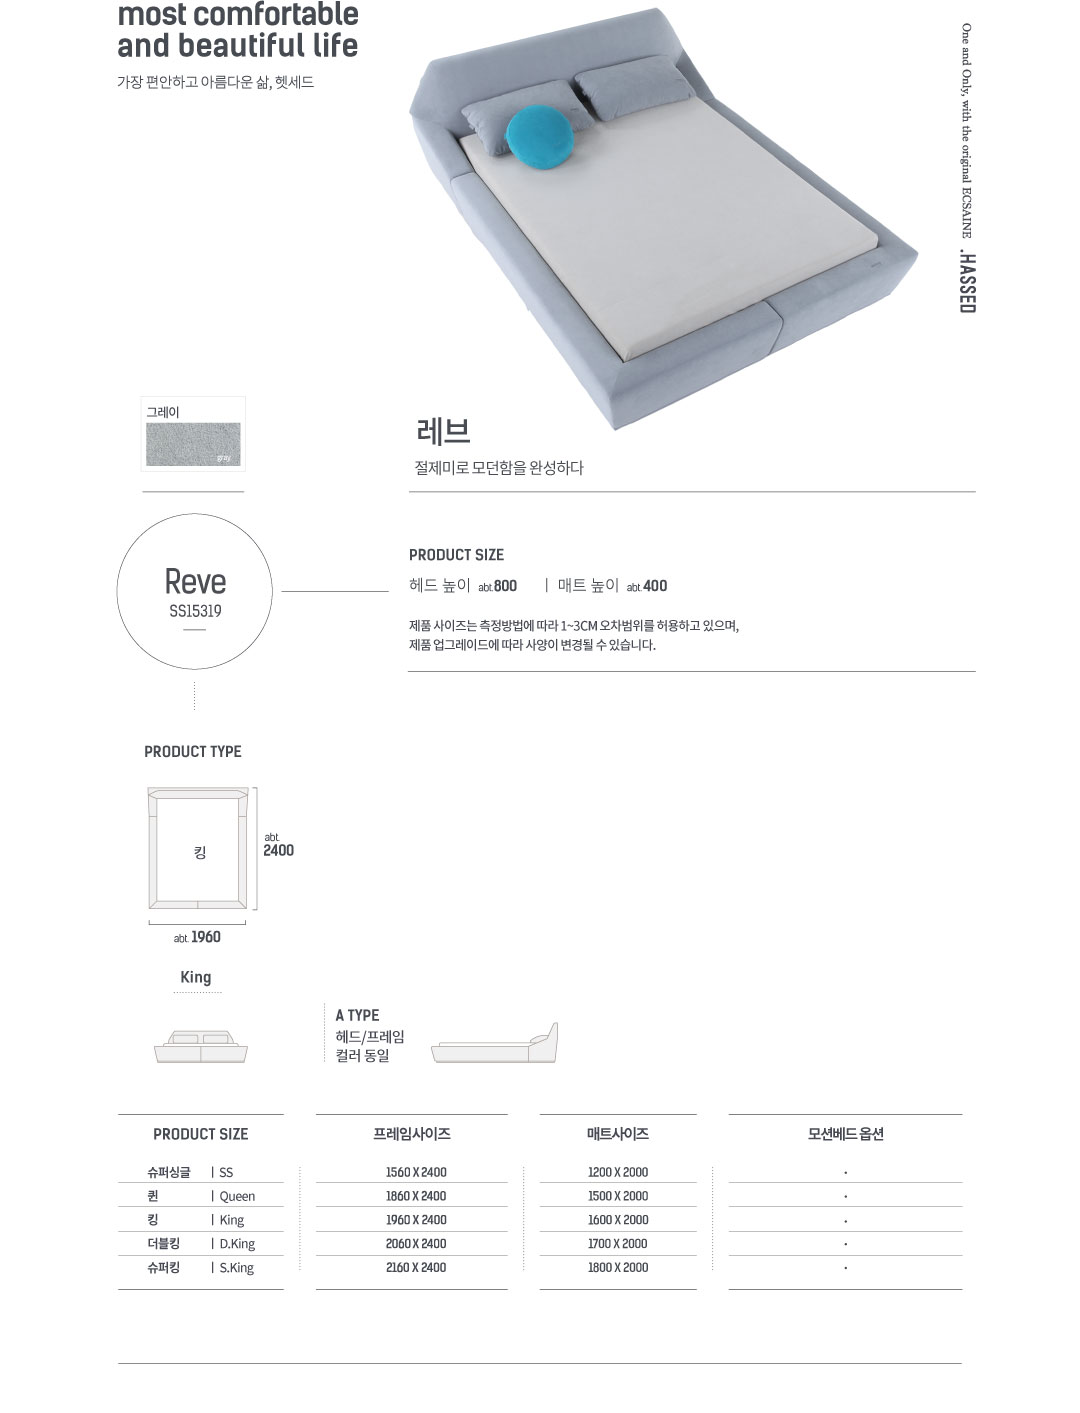 most comfortable
and beautiful life
가장 편안하고 아름다운 삶, 헷세드
One and Only, with the original ECSAINE .HASSED
그레이
gray
레브
절제미로 모던함을 완성하다
Reve
SS15319
PRODUCT SIZE
헤드 높이 abt.800 | 매트 높이 abt.400
제품 사이즈는 측정방법에 따라 1~3CM 오차범위를 허용하고 있으며,
제품 업그레이드에 따라 사양이 변경될 수 있습니다.
PRODUCT TYPE
킹
abt.
2400
abt. 1960
King
A TYPE
헤드/프레임
컬러 동일
PRODUCT SIZE 프레임사이즈 매트사이즈 모션베드 옵션
슈퍼싱글 | SS 1560 X 2400 1200 X 2000 •
퀸 | Queen 1860 X 2400 1500 X 2000 •
킹 | King 1960 X 2400 1600 X 2000 •
더블킹 | D.King 2060 X 2400 1700 X 2000 •
슈퍼킹 | S.King 2160 X 2400 1800 X 2000 •